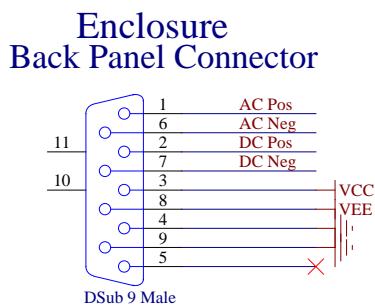 Enclosure
Back Panel Connector
1 AC Pos
6 AC Neg
11 2 DC Pos
7 DC Neg
10 3 VCC
8 VEE
4
9
5
DSub 9 Male